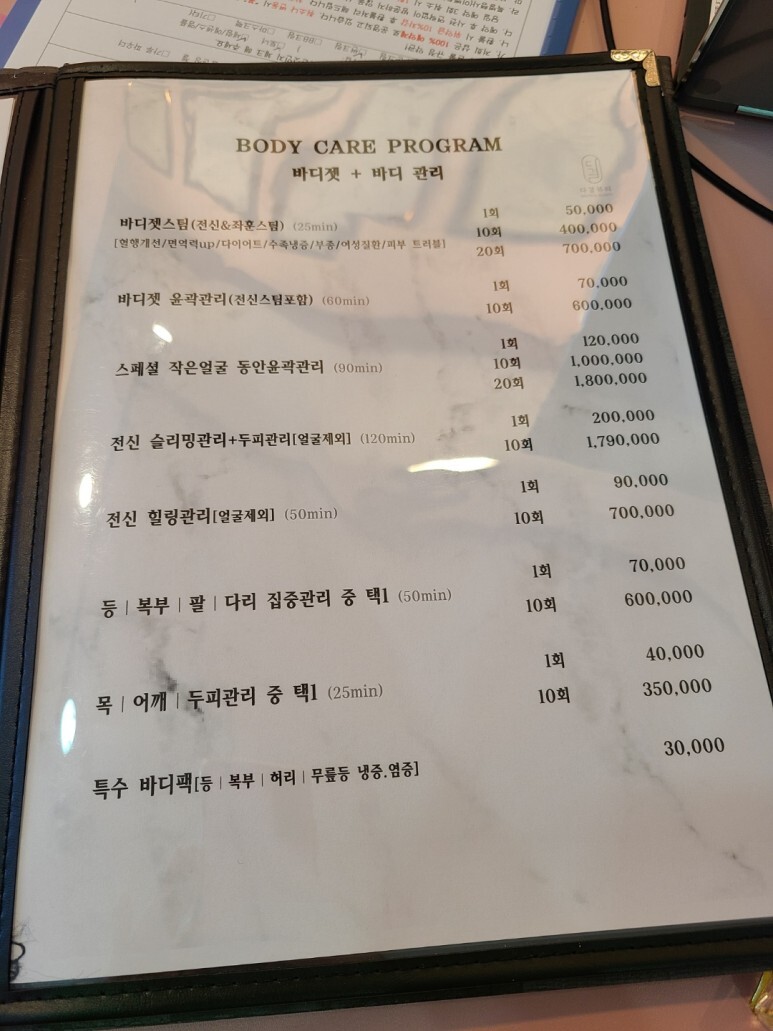 BODY CARE PROGRAM
바디젯 + 바디 관리
바디젯스팀(전신&좌훈스팀) (25min)
[혈행개선/면역력up/다이어트/수족냉증/부종/여성질환/피부 트러블]
1회 50,000
10회 400,000
20회 700,000
바디젯 윤곽관리(전신스팀포함) (60min)
1회 70,000
10회 600,000
스페셜 작은얼굴 동안윤곽관리 (90min)
1회 120,000
10회 1,000,000
20회 1,800,000
전신 슬리밍관리+두피관리[얼굴제외] (120min)
1회 200,000
10회 1,790,000
전신 힐링관리[얼굴제외] (50min)
1회 90,000
10회 700,000
등 | 복부 | 팔 | 다리 집중관리 중 택1 (50min)
1회 70,000
10회 600,000
목 | 어깨 | 두피관리 중 택1 (25min)
1회 40,000
10회 350,000
특수 바디팩[등 | 복부 | 허리 | 무릎등 냉증.염증]
30,000